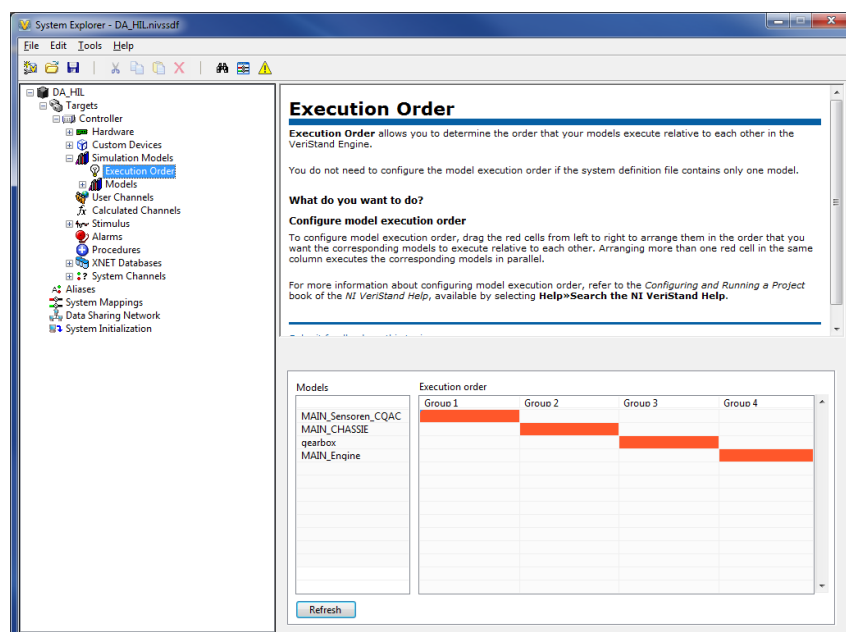 System Explorer - DA_HIL.nivssdf
File Edit Tools Help
DA_HIL
Targets
Controller
Hardware
Custom Devices
Simulation Models
Execution Order
Models
User Channels
fx Calculated Channels
Stimulus
Alarms
Procedures
XNET Databases
System Channels
Aliases
System Mappings
Data Sharing Network
System Initialization
Execution Order
Execution Order allows you to determine the order that your models execute relative to each other in the
VeriStand Engine.
You do not need to configure the model execution order if the system definition file contains only one model.
What do you want to do?
Configure model execution order
To configure model execution order, drag the red cells from left to right to arrange them in the order that you
want the corresponding models to execute relative to each other. Arranging more than one red cell in the same
column executes the corresponding models in parallel.
For more information about configuring model execution order, refer to the Configuring and Running a Project
book of the NI VeriStand Help, available by selecting Help»Search the NI VeriStand Help.
Models
Execution order
Group 1 Group 2 Group 3 Group 4
MAIN_Sensoren_CQAC
MAIN_CHASSIE
gearbox
MAIN_Engine
Refresh